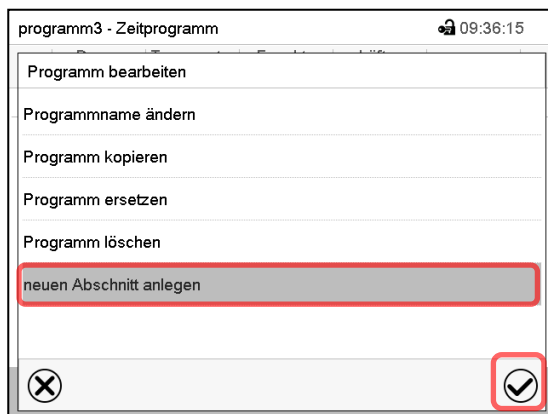 programm3 - Zeitprogramm 09:36:15
Programm bearbeiten
Programmname ändern
Programm kopieren
Programm ersetzen
Programm löschen
neuen Abschnitt anlegen